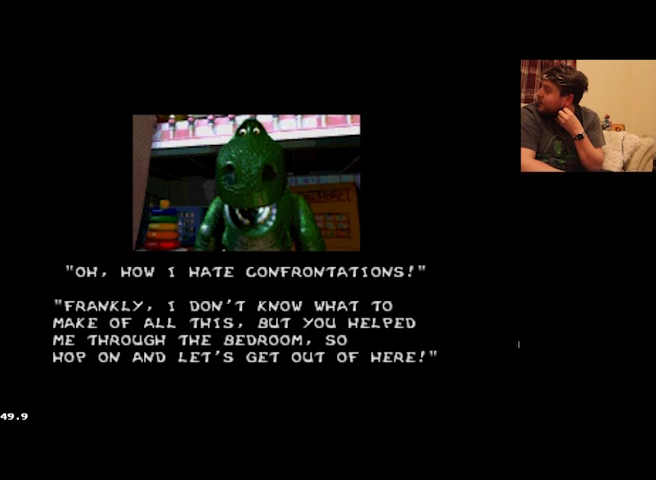 "OH, HOW I HATE CONFRONTATIONS!"
"FRANKLY, I DON'T KNOW WHAT TO
MAKE OF ALL THIS, BUT YOU HELPED
ME THROUGH THE BEDROOM, SO
HOP ON AND LET'S GET OUT OF HERE!"
49.9